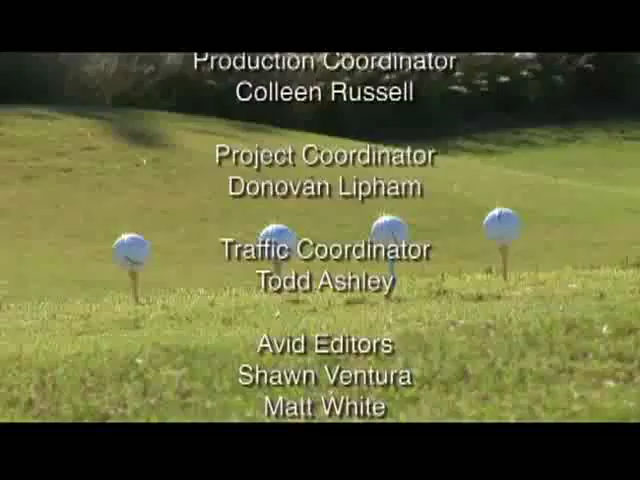 Production Coordinator
Colleen Russell
Project Coordinator
Donovan Lipham
Traffic Coordinator
Todd Ashley
Avid Editors
Shawn Ventura
Matt White